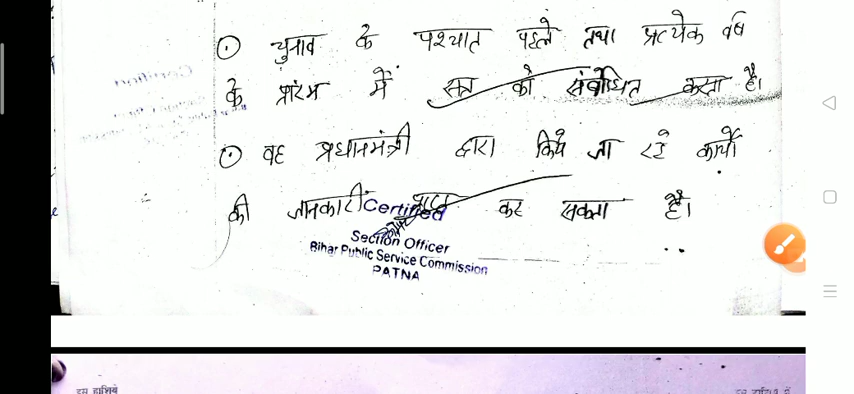 चुनाव के पश्चात पहले तथा प्रत्येक वर्ष
के प्रारंभ में सत्र को संबोधित करता है।
वह प्रधानमंत्री द्वारा किये जा रहे कार्यों
की जानकारी प्राप्त कर सकता है।
Certified
Section Officer
Bihar Public Service Commission
PATNA
इस हाशिये